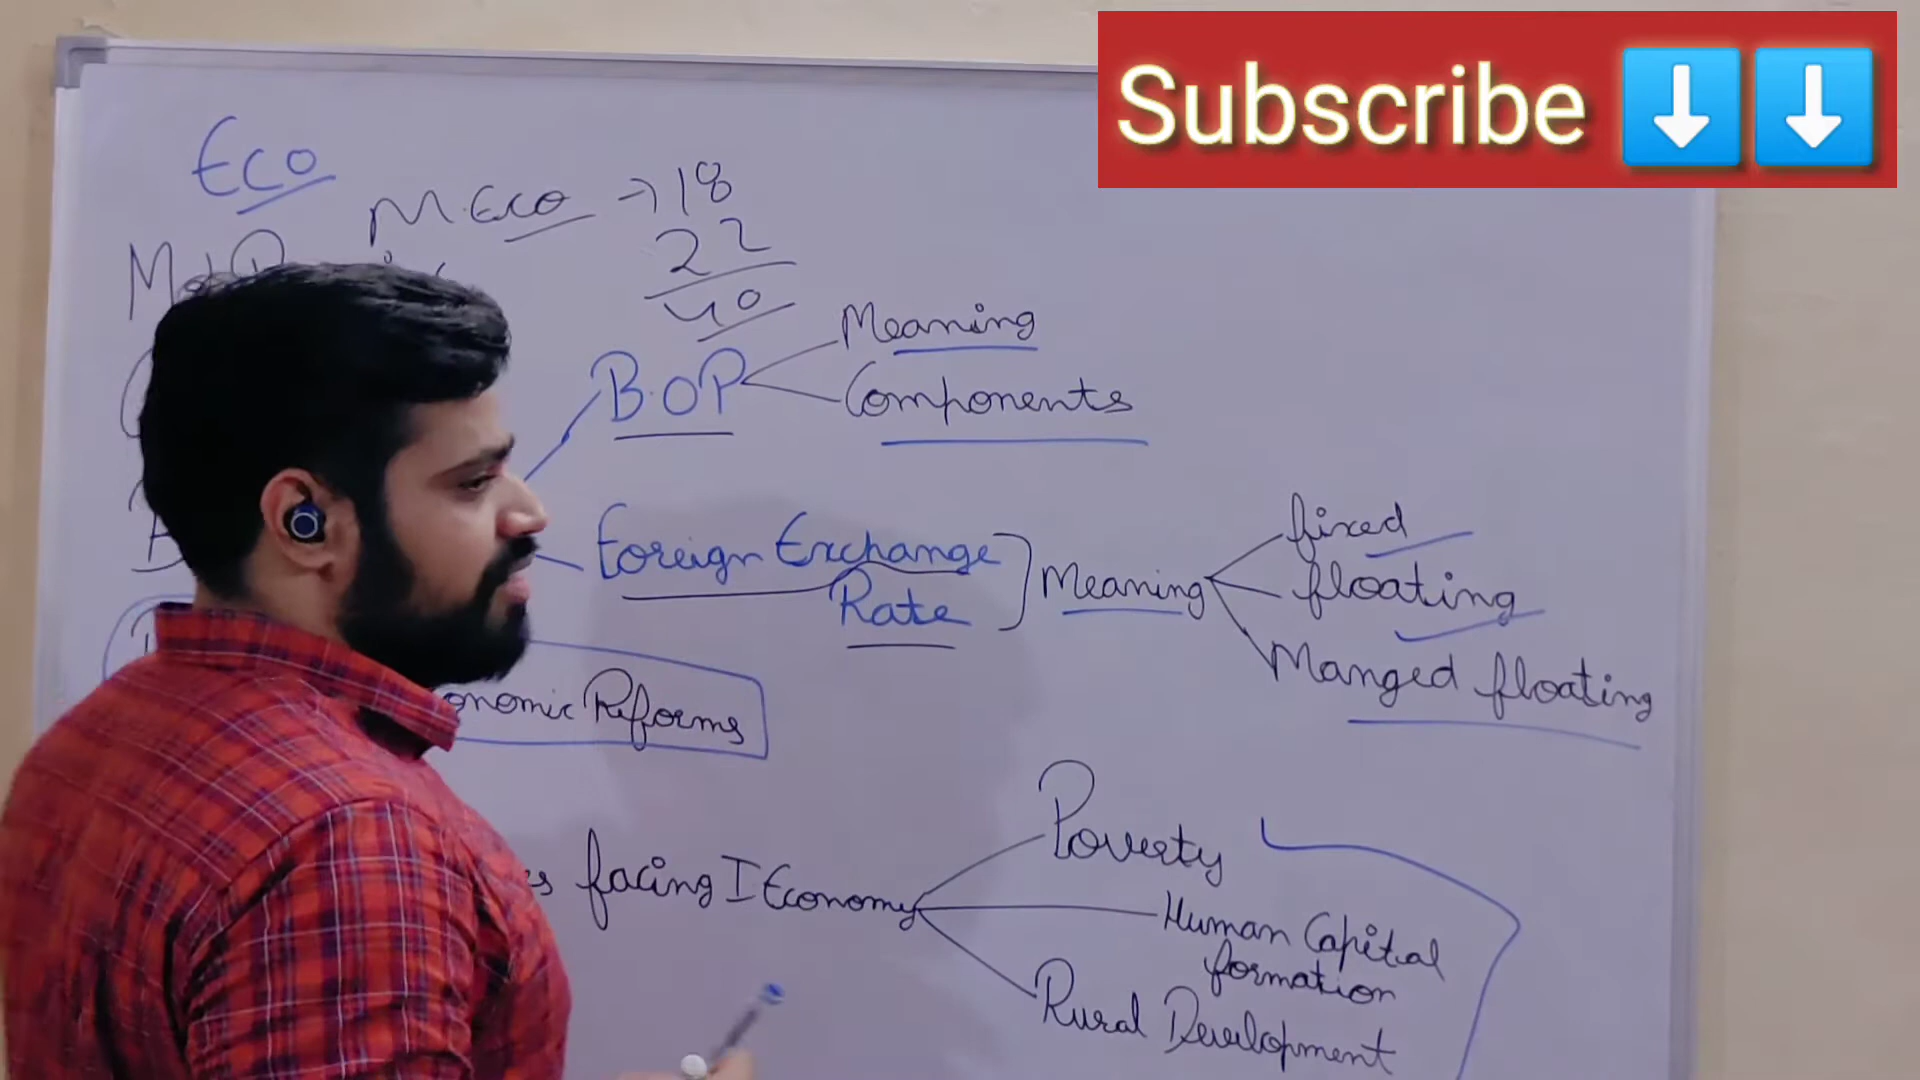 Subscribe ⬇️⬇️
Eco
M.Eco → 18
22
40
B.O.P
Meaning
Components
Foreign Exchange
Rate
Meaning
fixed
floating
Manged floating
onomic Reforms
Poverty
facing I Economy
Human Capital
formation
Rural Development